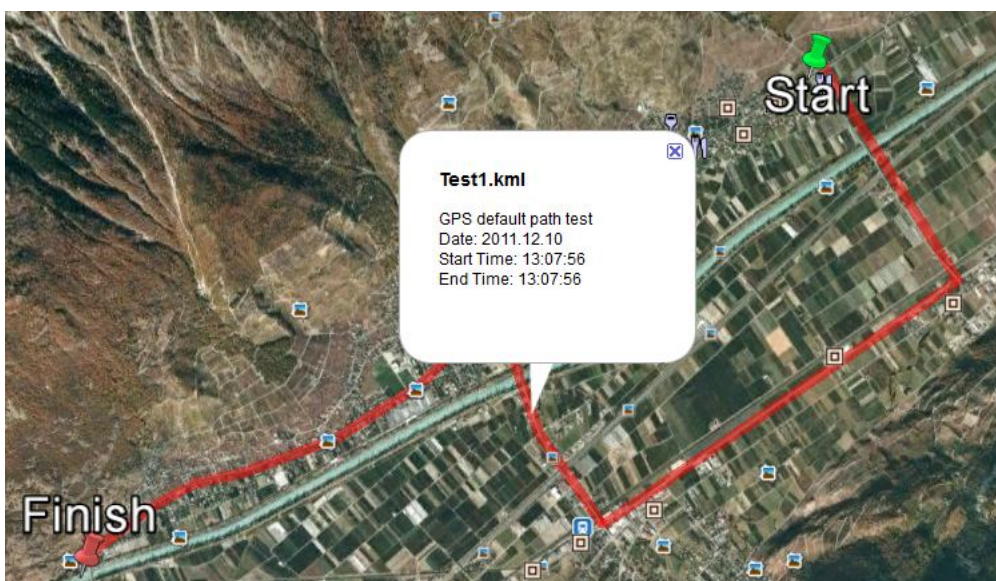 Start
Test1.kml
GPS default path test
Date: 2011.12.10
Start Time: 13:07:56
End Time: 13:07:56
Finish